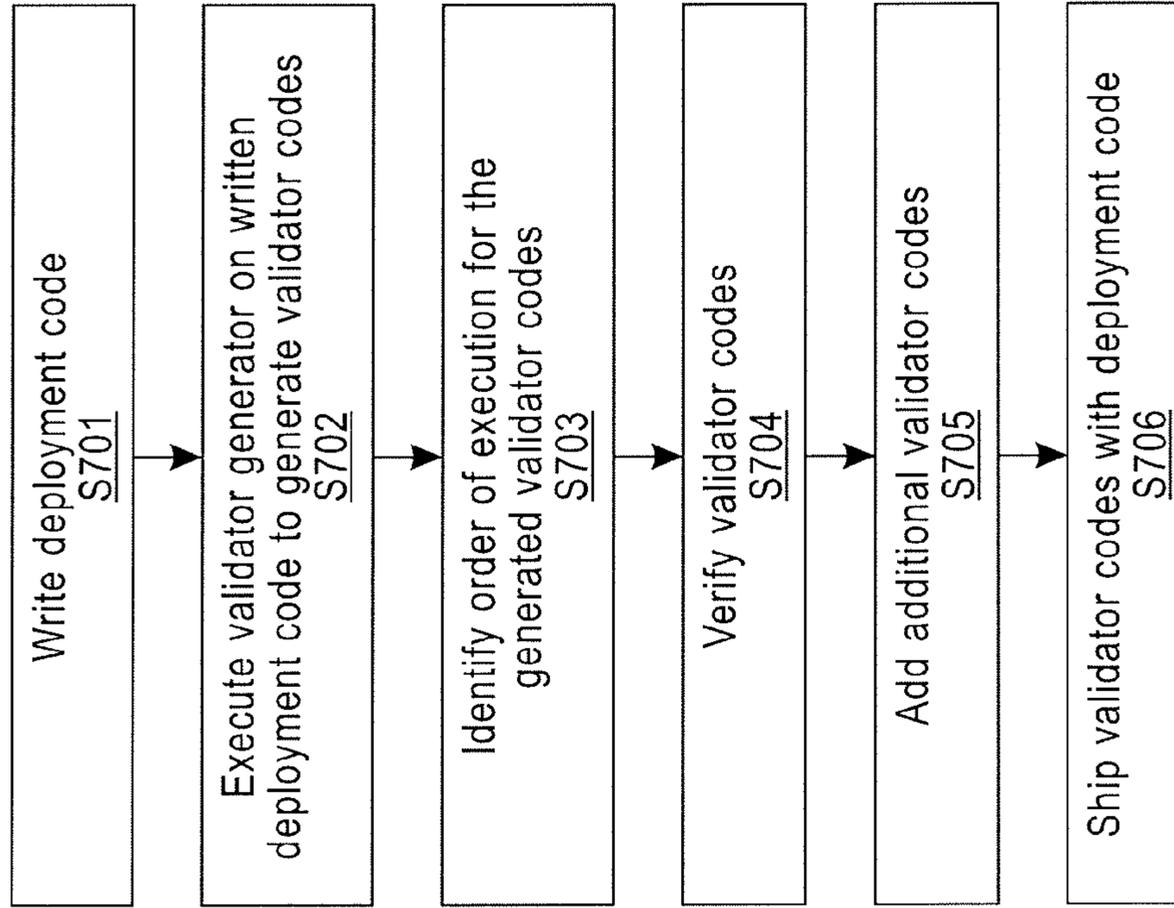 Write deployment code
S701
Execute validator generator on written
deployment code to generate validator codes
S702
Identify order of execution for the
generated validator codes
S703
Verify validator codes
S704
Add additional validator codes
S705
Ship validator codes with deployment code
S706